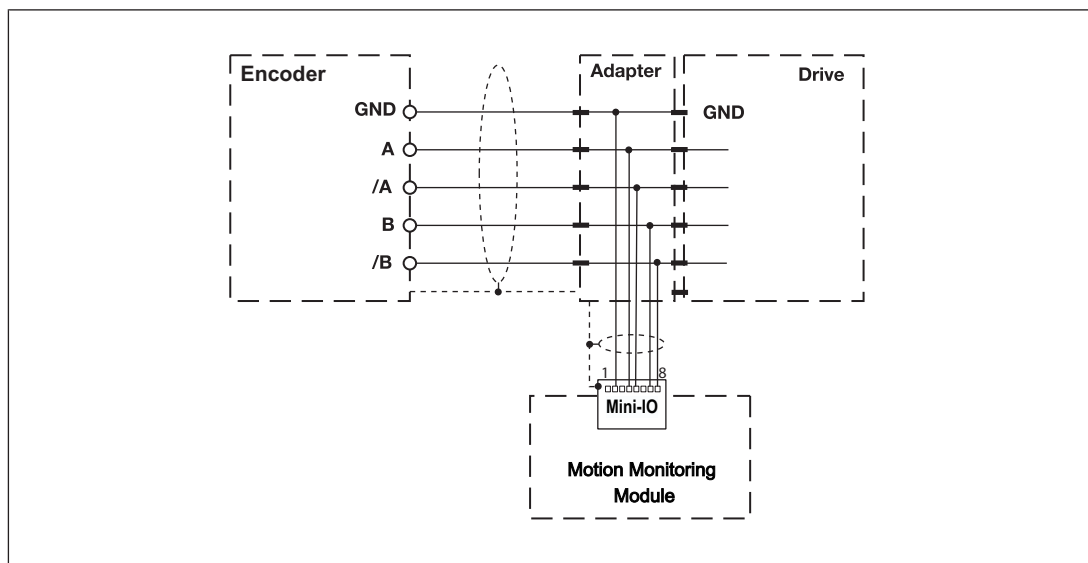 Encoder
Adapter
Drive
GND
GND
A
/A
B
/B
1
8
Mini-IO
Motion Monitoring
Module